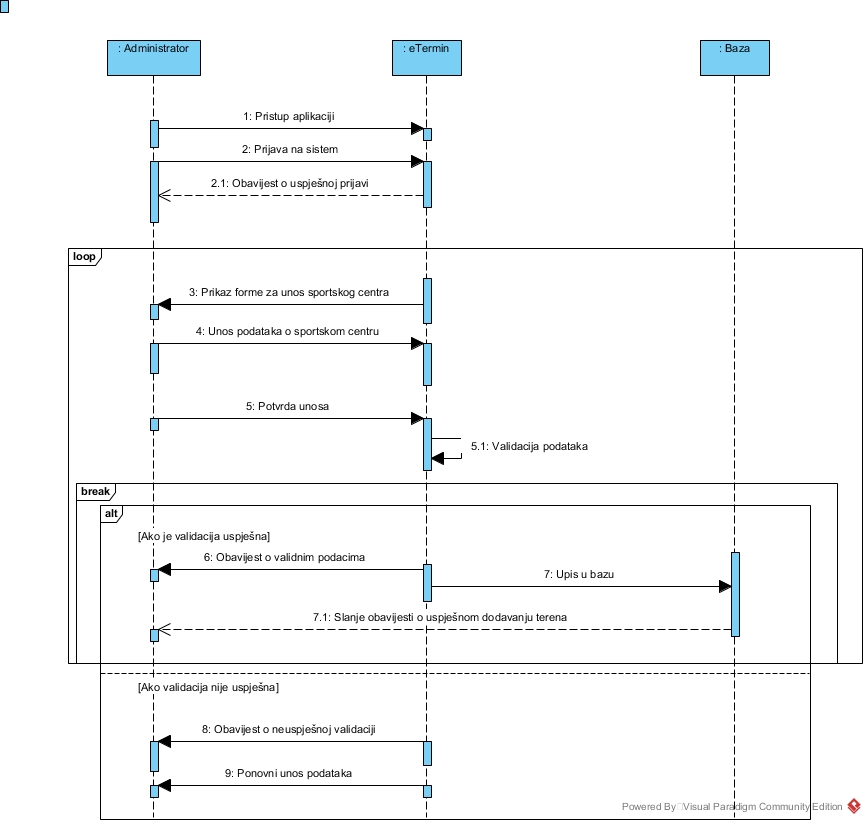 : Administrator
: eTermin
: Baza
1: Pristup aplikaciji
2: Prijava na sistem
2.1: Obavijest o uspješnoj prijavi
loop
3: Prikaz forme za unos sportskog centra
4: Unos podataka o sportskom centru
5: Potvrda unosa
5.1: Validacija podataka
break
alt
[Ako je validacija uspješna]
6: Obavijest o validnim podacima
7: Upis u bazu
7.1: Slanje obavijesti o uspješnom dodavanju terena
[Ako validacija nije uspješna]
8: Obavijest o neuspješnoj validaciji
9: Ponovni unos podataka
Powered By Visual Paradigm Community Edition